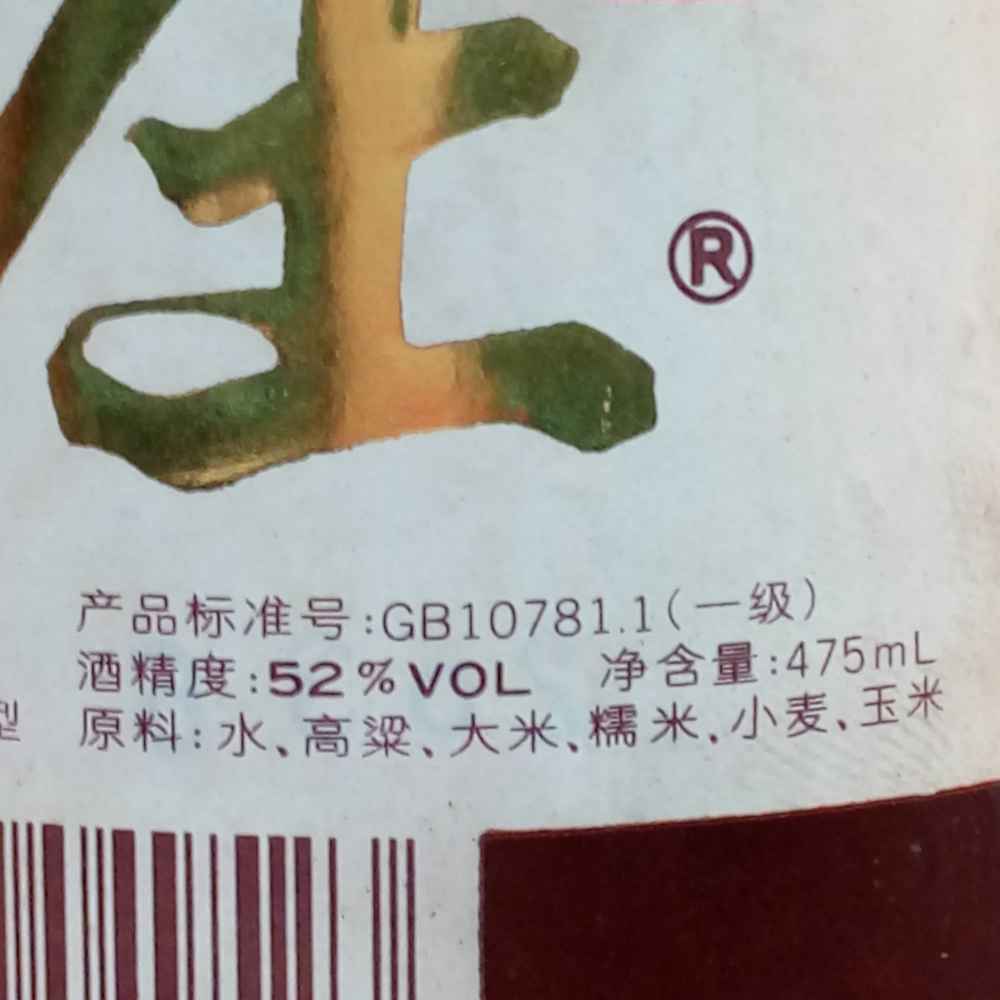 ®
产品标准号:GB10781.1(一级)
酒精度:52%VOL 净含量:475mL
型
原料:水、高粱、大米、糯米、小麦、玉米